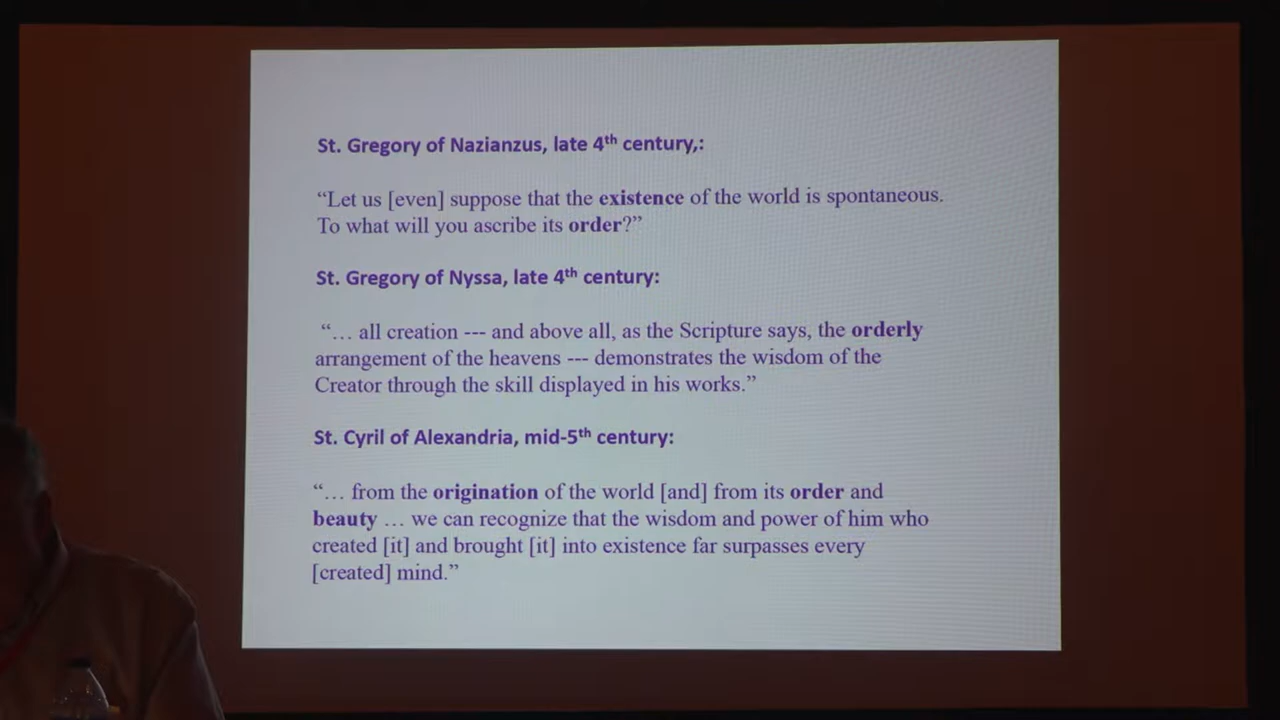 St. Gregory of Nazianzus, late 4th century,:
“Let us [even] suppose that the existence of the world is spontaneous.
To what will you ascribe its order?”
St. Gregory of Nyssa, late 4th century:
“… all creation --- and above all, as the Scripture says, the orderly
arrangement of the heavens --- demonstrates the wisdom of the
Creator through the skill displayed in his works.”
St. Cyril of Alexandria, mid-5th century:
“… from the origination of the world [and] from its order and
beauty … we can recognize that the wisdom and power of him who
created [it] and brought [it] into existence far surpasses every
[created] mind.”